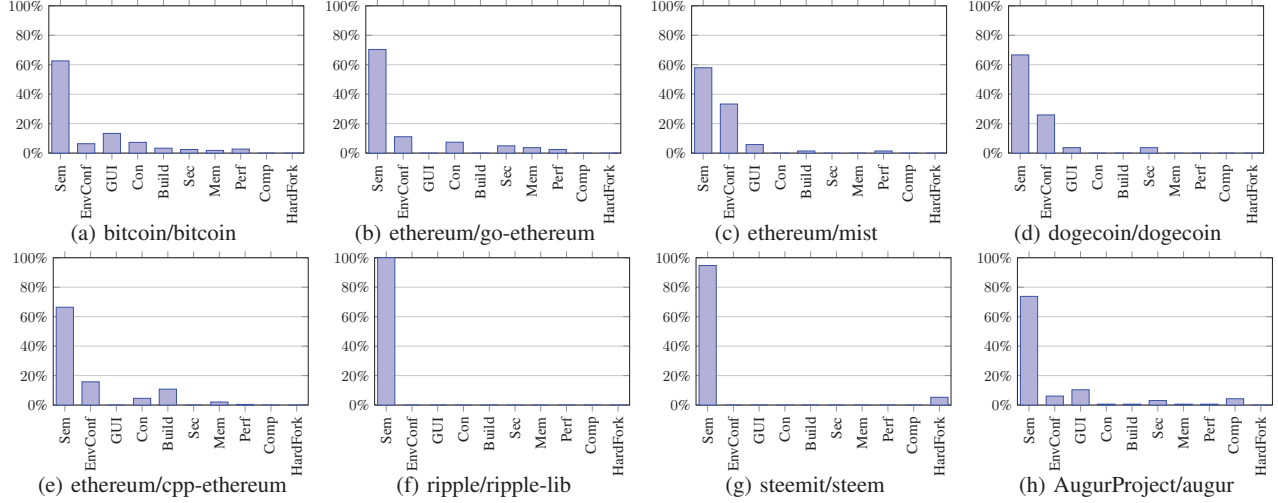 100%
80%
60%
40%
20%
0%
Sem
EnvConf
GUI
Con
Build
Sec
Mem
Perf
Comp
HardFork
(a) bitcoin/bitcoin
100%
80%
60%
40%
20%
0%
Sem
EnvConf
GUI
Con
Build
Sec
Mem
Perf
Comp
HardFork
(b) ethereum/go-ethereum
100%
80%
60%
40%
20%
0%
Sem
EnvConf
GUI
Con
Build
Sec
Mem
Perf
Comp
HardFork
(c) ethereum/mist
100%
80%
60%
40%
20%
0%
Sem
EnvConf
GUI
Con
Build
Sec
Mem
Perf
Comp
HardFork
(d) dogecoin/dogecoin
100%
80%
60%
40%
20%
0%
Sem
EnvConf
GUI
Con
Build
Sec
Mem
Perf
Comp
HardFork
(e) ethereum/cpp-ethereum
100%
80%
60%
40%
20%
0%
Sem
EnvConf
GUI
Con
Build
Sec
Mem
Perf
Comp
HardFork
(f) ripple/ripple-lib
100%
80%
60%
40%
20%
0%
Sem
EnvConf
GUI
Con
Build
Sec
Mem
Perf
Comp
HardFork
(g) steemit/steem
100%
80%
60%
40%
20%
0%
Sem
EnvConf
GUI
Con
Build
Sec
Mem
Perf
Comp
HardFork
(h) AugurProject/augur